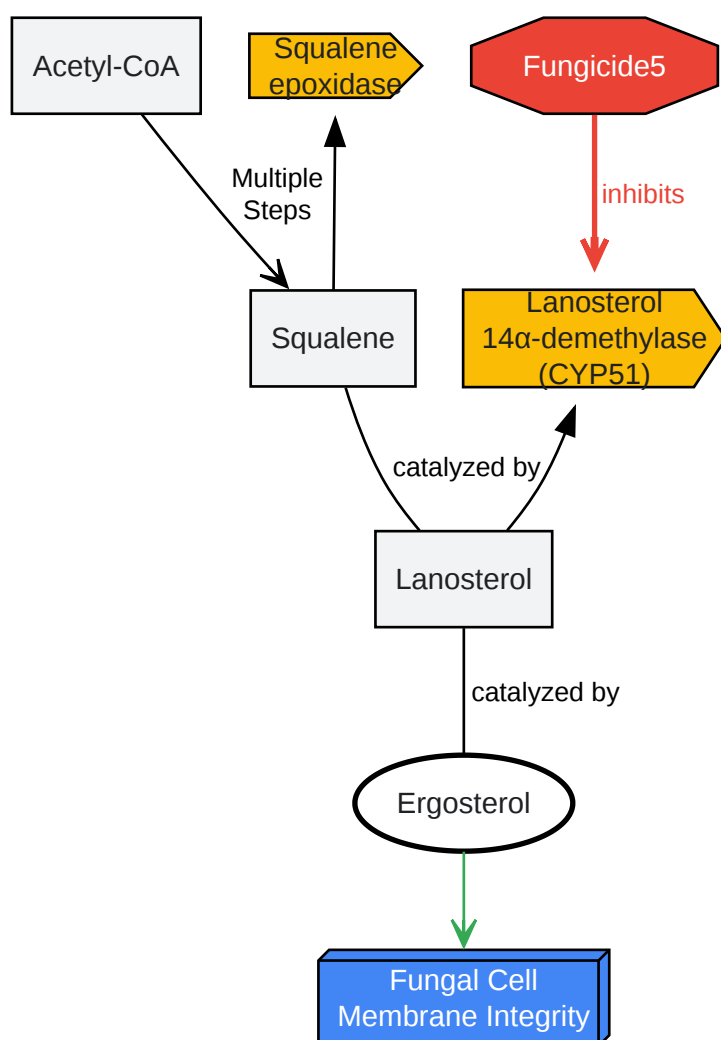 Acetyl-CoA
Squalene
epoxidase
Fungicide5
Multiple
Steps
inhibits
Squalene
Lanosterol
14α-demethylase
(CYP51)
catalyzed by
Lanosterol
catalyzed by
Ergosterol
Fungal Cell
Membrane Integrity